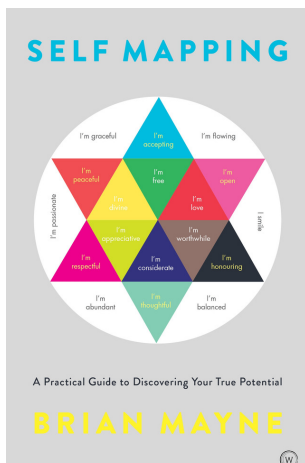 SELF MAPPING
I'm graceful
I'm
accepting
I'm flowing
I'm
peaceful
I'm
free
I'm
open
I'm passionate
I'm
divine
I'm
love
I smile
I'm
appreciative
I'm
worthwhile
I'm
respectful
I'm
considerate
I'm
honouring
I'm
abundant
I'm
thoughtful
I'm
balanced
A Practical Guide to Discovering Your True Potential
BRIAN MAYNE
W